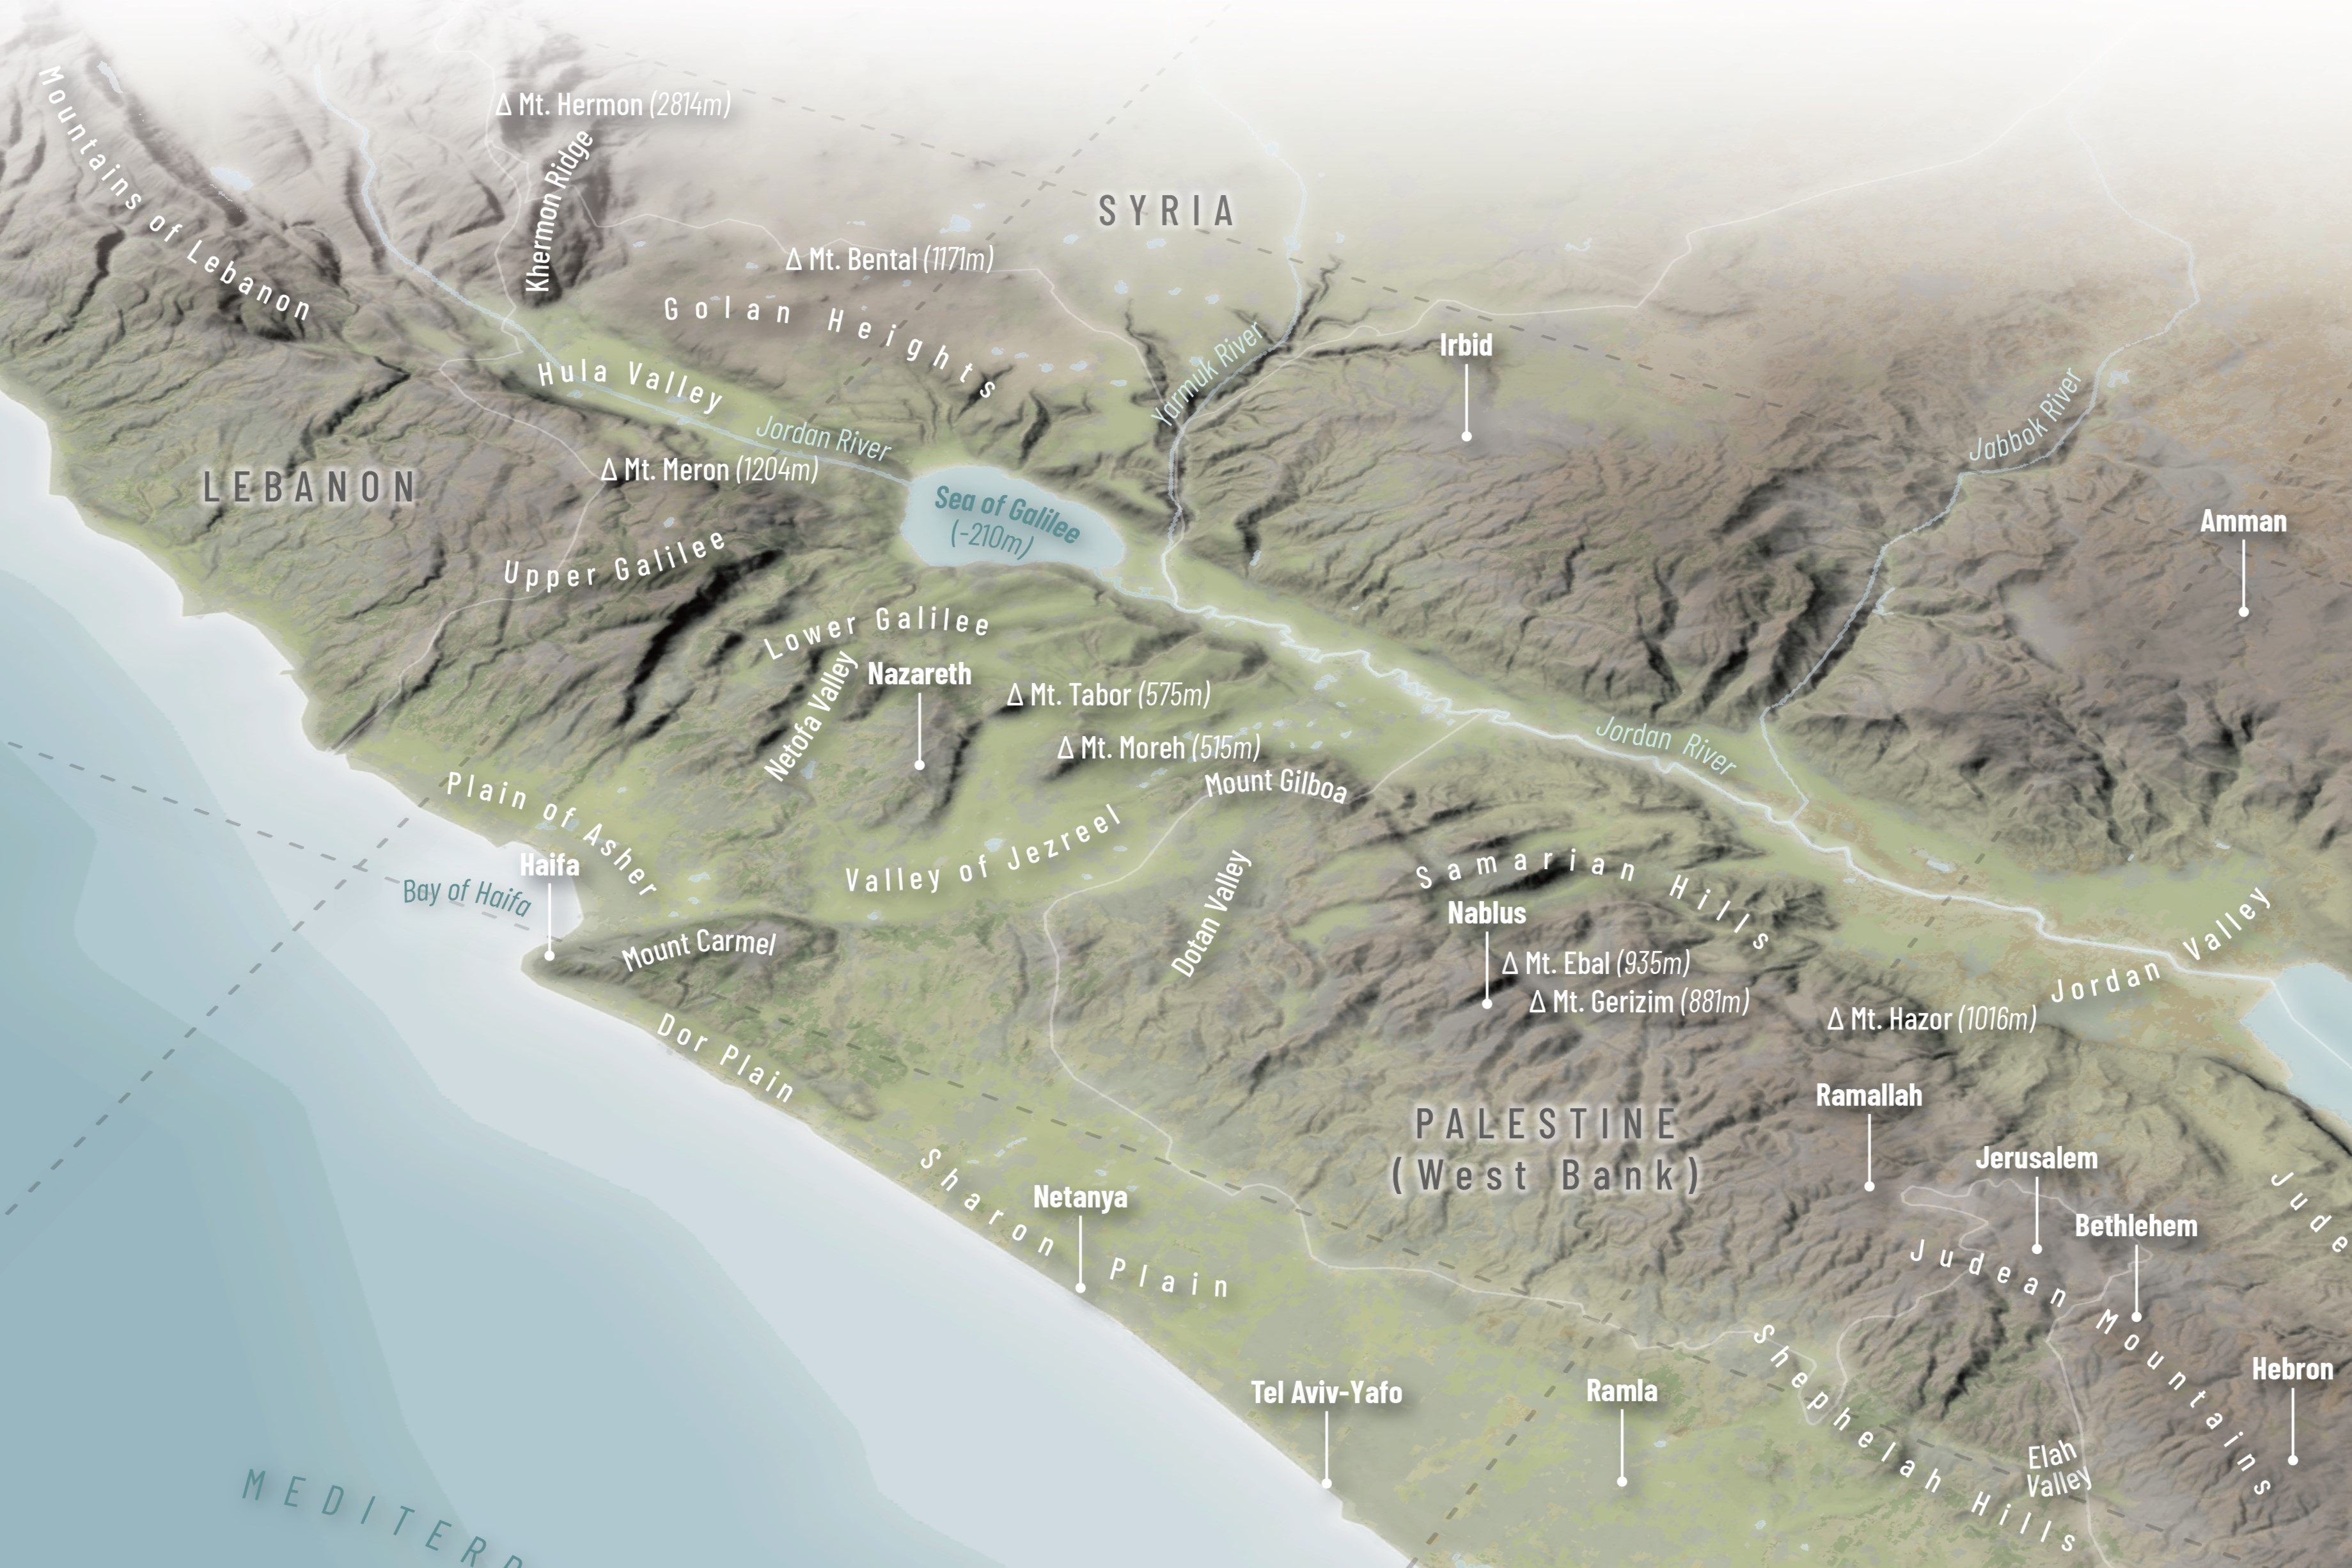 Mountains of Lebanon
Δ Mt. Hermon (2814m)
Khermon Ridge
SYRIA
Δ Mt. Bental (1171m)
Golan Heights
Yarmuk River
Irbid
Hula Valley
Jordan River
Jabbok River
LEBANON
Δ Mt. Meron (1204m)
Sea of Galilee
(-210m)
Amman
Upper Galilee
Lower Galilee
Netofa Valley
Nazareth
Δ Mt. Tabor (575m)
Δ Mt. Moreh (515m)
Mount Gilboa
Jordan River
Plain of Asher
Haifa
Bay of Haifa
Valley of Jezreel
Mount Carmel
Dotan Valley
Samarian Hills
Nablus
Δ Mt. Ebal (935m)
Δ Mt. Gerizim (881m)
Jordan Valley
Δ Mt. Hazor (1016m)
Dor Plain
Ramallah
PALESTINE
(West Bank)
Jerusalem
Jude
Sharon Plain
Netanya
Bethlehem
Judean Mountains
Tel Aviv-Yafo
Ramla
Shephelah Hills
Hebron
Elah
Valley
MEDITERR